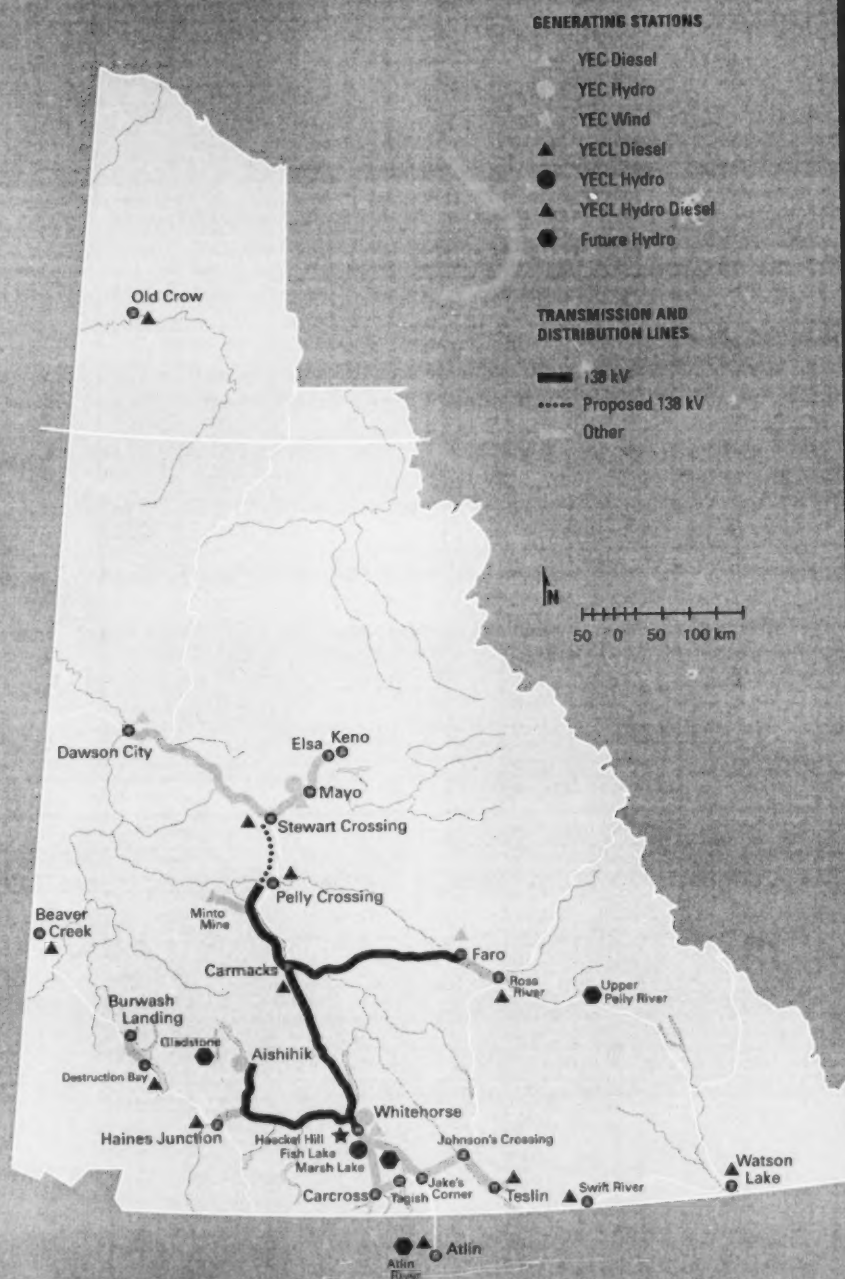 GENERATING STATIONS
YEC Diesel
YEC Hydro
YEC Wind
YECL Diesel
YECL Hydro
YECL Hydro Diesel
Future Hydro
TRANSMISSION AND
DISTRIBUTION LINES
138 kV
Proposed 138 kV
Other
N
50 0 50 100 km
Old Crow
Dawson City
Elsa
Keno
Mayo
Stewart Crossing
Pelly Crossing
Minto
Mine
Beaver
Creek
Faro
Carmacks
Ross
River
Upper
Pelly River
Burwash
Landing
Gladstone
Aishihik
Destruction Bay
Haines Junction
Whitehorse
Haeckel Hill
Fish Lake
Marsh Lake
Johnson's Crossing
Carcross
Tagish
Jake's
Corner
Teslin
Swift River
Watson
Lake
Atlin
Atlin
River